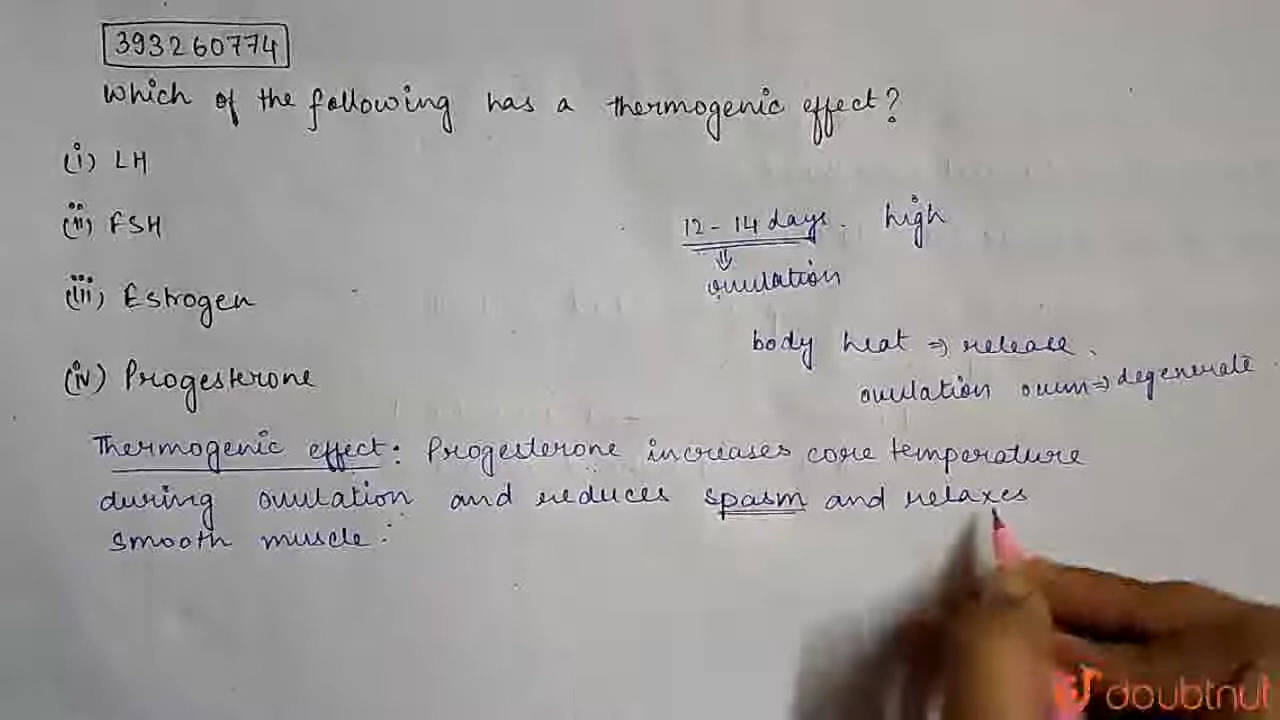 393260774
Which of the following has a thermogenic effect?
(i) LH
(ii) FSH
(iii) Estrogen
(iv) Progesterone
12 - 14 days. high
⇓
ovulation
body heat ⇒ release.
ovulation ovum ⇒ degenerate
Thermogenic effect: Progesterone increases core temperature
during ovulation and reduces spasm and relaxes
smooth muscle.
doubtnut